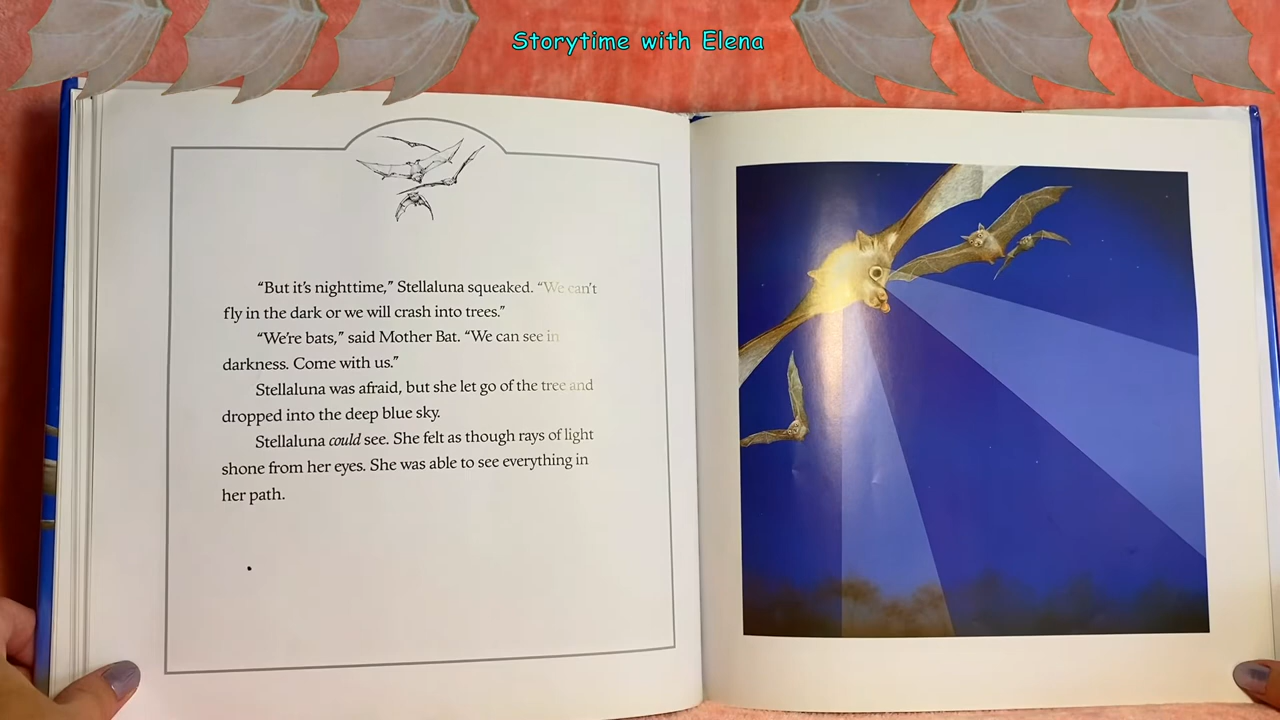 Storytime with Elena
“But it’s nighttime,” Stellaluna squeaked. “We can’t
fly in the dark or we will crash into trees.”
“We’re bats,” said Mother Bat. “We can see in
darkness. Come with us.”
Stellaluna was afraid, but she let go of the tree and
dropped into the deep blue sky.
Stellaluna could see. She felt as though rays of light
shone from her eyes. She was able to see everything in
her path.